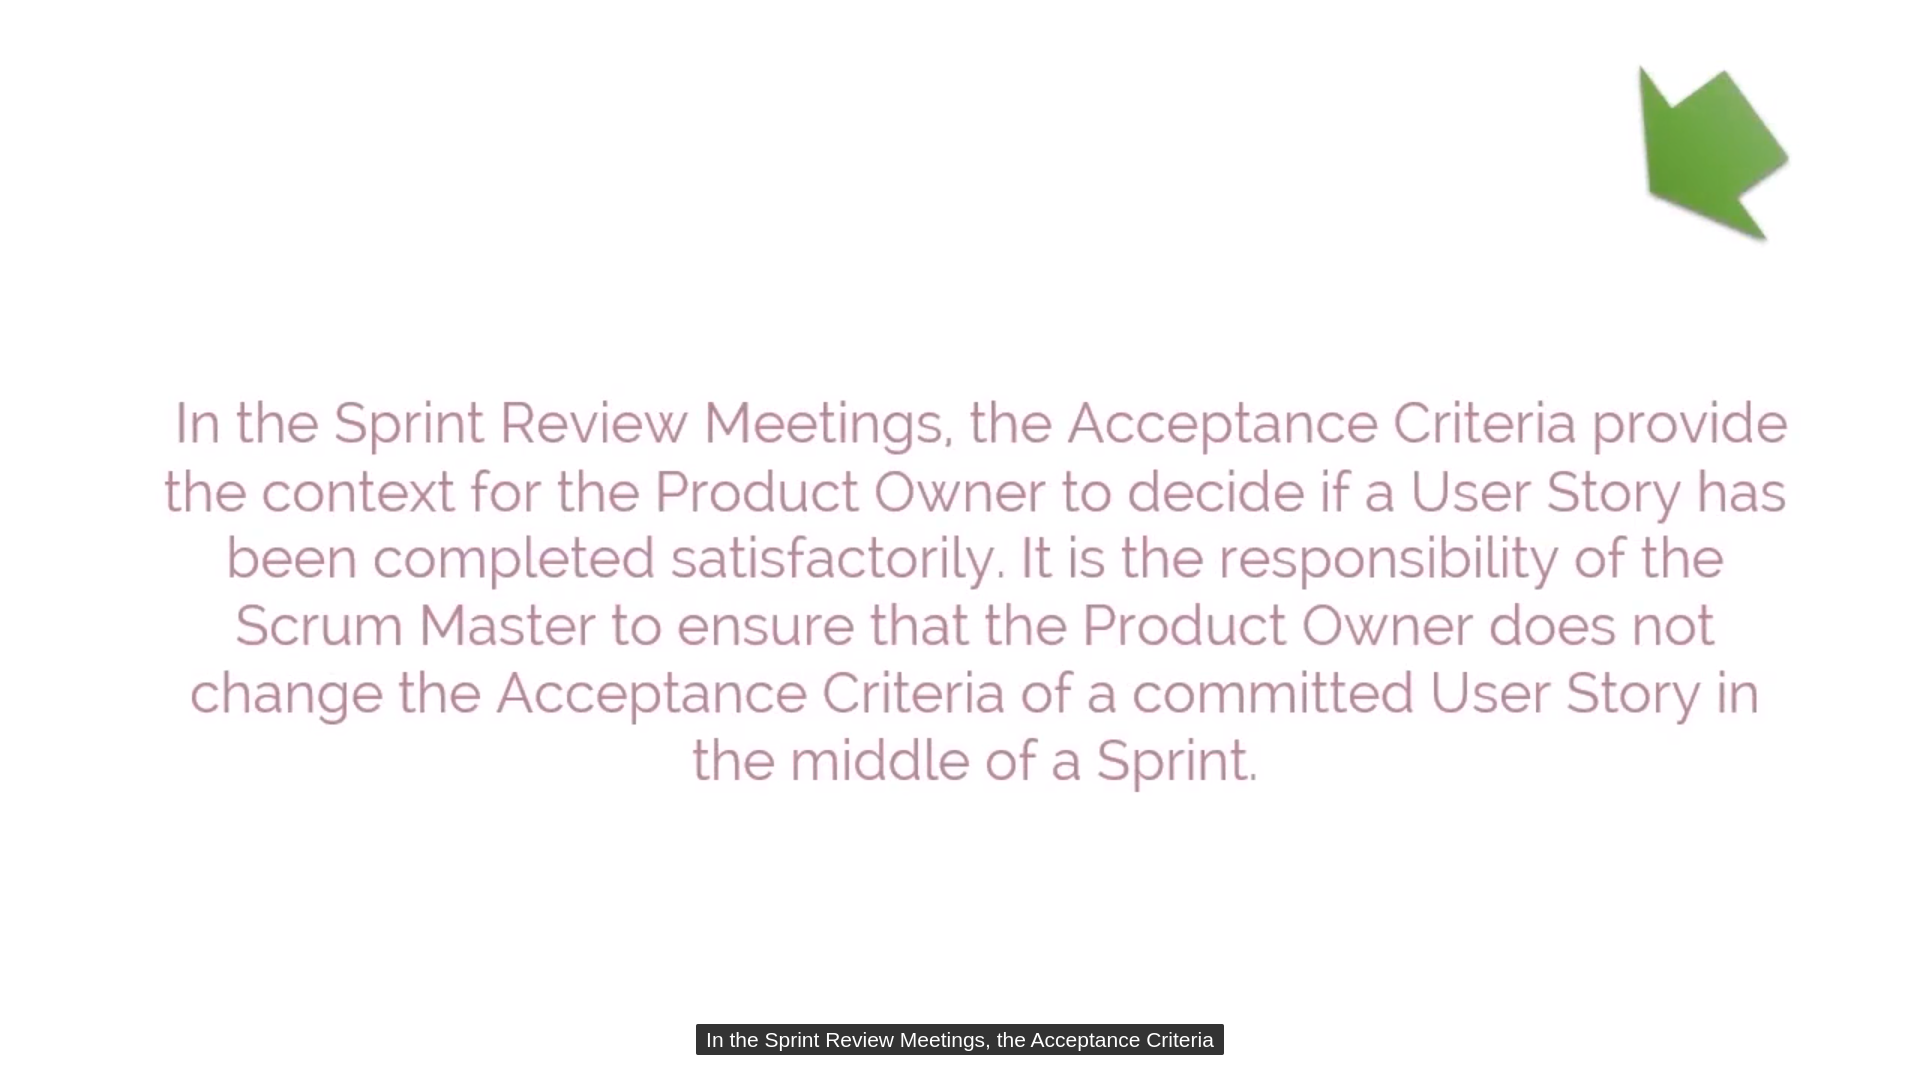 In the Sprint Review Meetings, the Acceptance Criteria provide
the context for the Product Owner to decide if a User Story has
been completed satisfactorily. It is the responsibility of the
Scrum Master to ensure that the Product Owner does not
change the Acceptance Criteria of a committed User Story in
the middle of a Sprint.
In the Sprint Review Meetings, the Acceptance Criteria